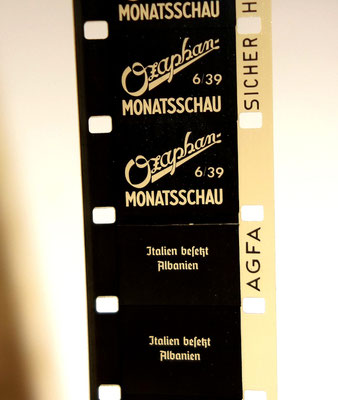 MONATSSCHAU
Ozaphan-
6/39
MONATSSCHAU
Ozaphan-
6/39
MONATSSCHAU
Italien beſetzt
Albanien
Italien beſetzt
Albanien
AGFA SICHER H